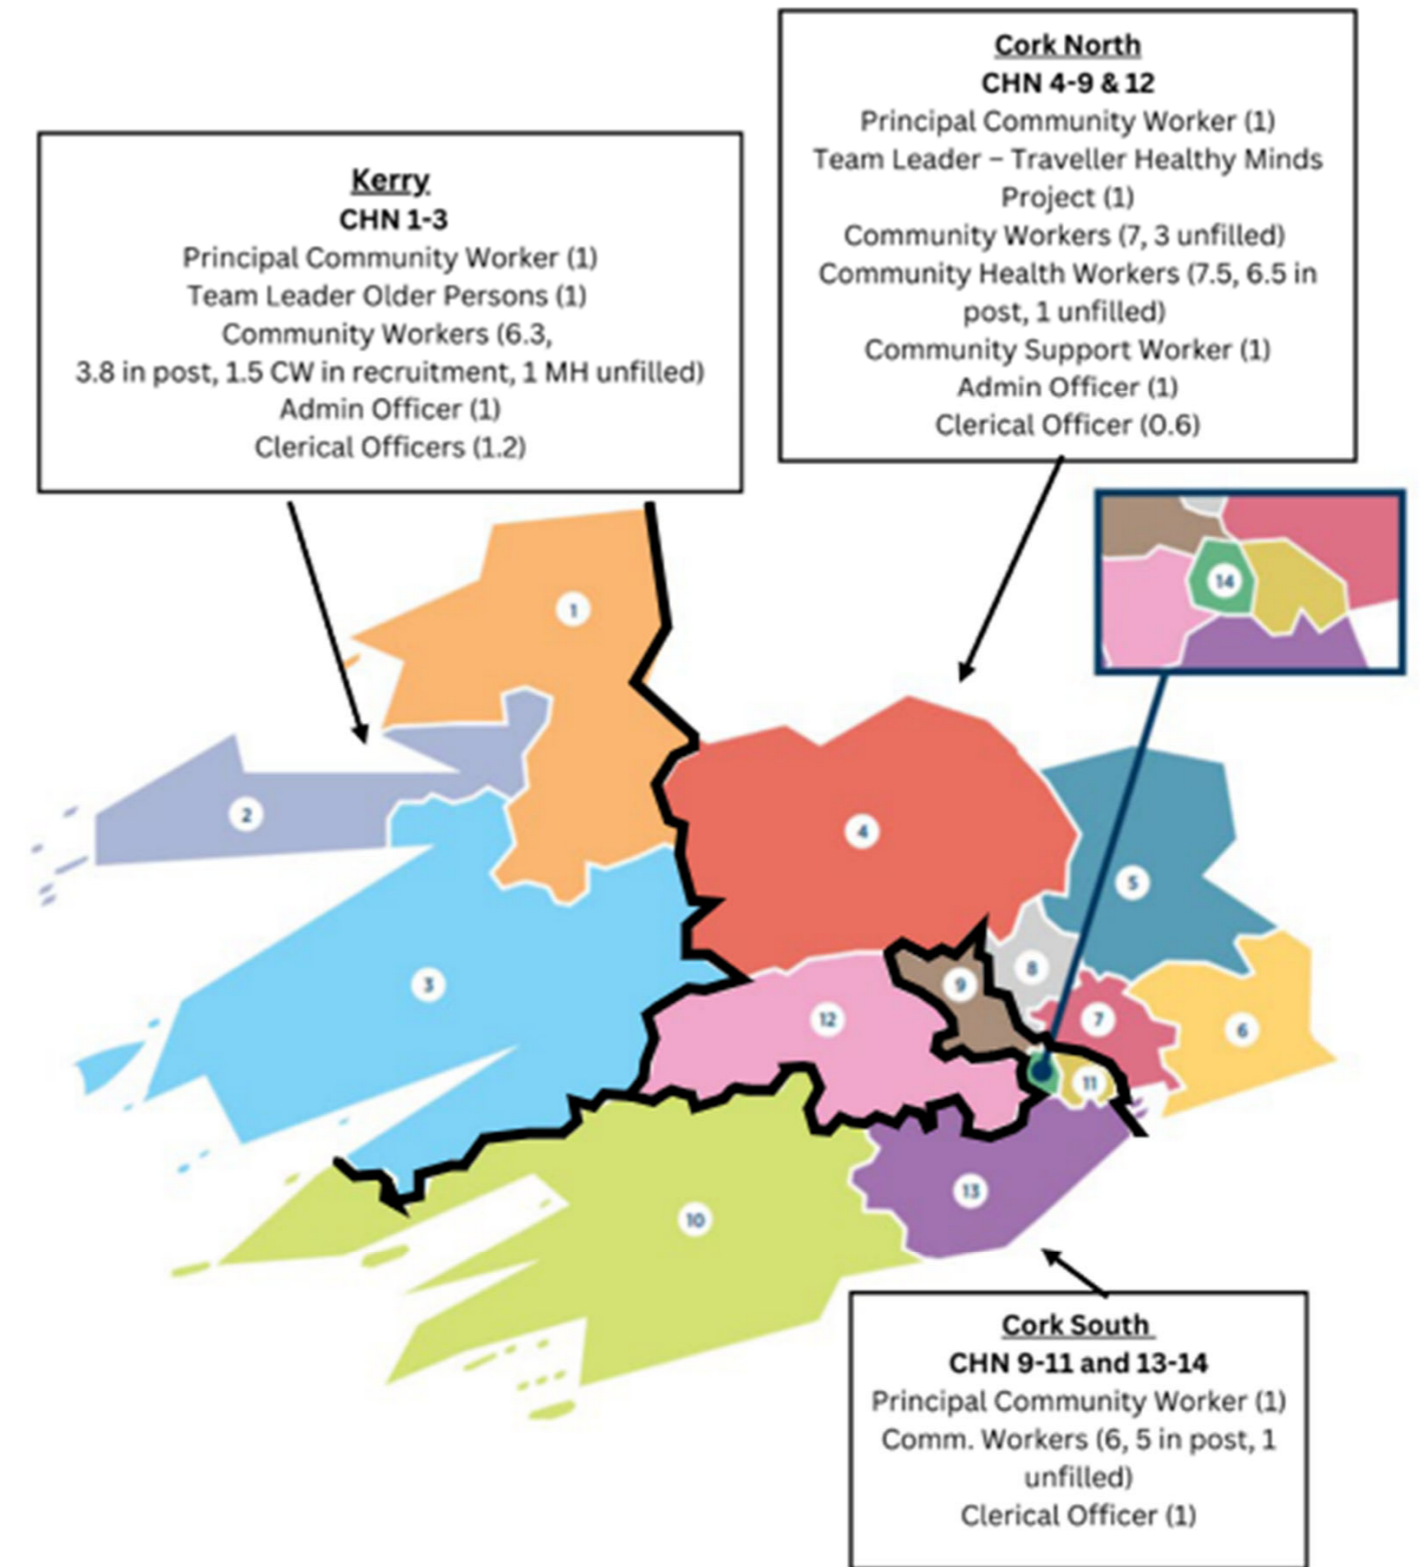 Cork North
CHN 4-9 & 12
Principal Community Worker (1)
Team Leader – Traveller Healthy Minds
Project (1)
Community Workers (7, 3 unfilled)
Community Health Workers (7.5, 6.5 in
post, 1 unfilled)
Community Support Worker (1)
Admin Officer (1)
Clerical Officer (0.6)
Kerry
CHN 1-3
Principal Community Worker (1)
Team Leader Older Persons (1)
Community Workers (6.3,
3.8 in post, 1.5 CW in recruitment, 1 MH unfilled)
Admin Officer (1)
Clerical Officers (1.2)
14
1
2
4
5
3
9
8
12
7
6
11
13
10
Cork South
CHN 9-11 and 13-14
Principal Community Worker (1)
Comm. Workers (6, 5 in post, 1
unfilled)
Clerical Officer (1)